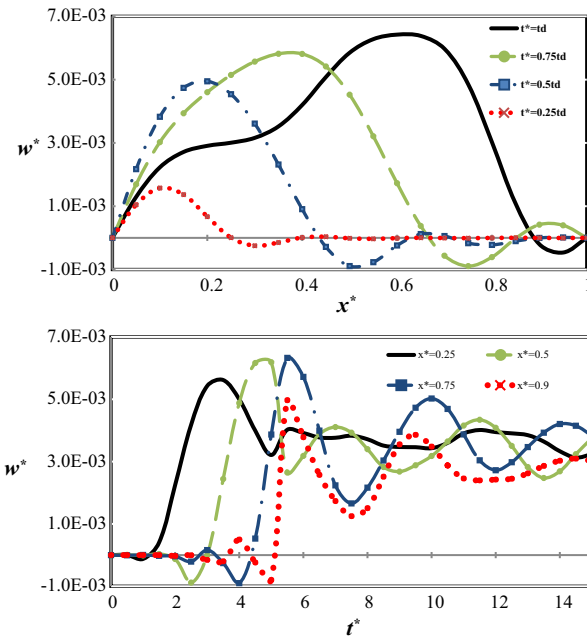 7.0E-03
5.0E-03
3.0E-03
1.0E-03
-1.0E-03
w*
0
0.2
0.4
0.6
0.8
1
x*
t*=td
t*=0.75td
t*=0.5td
t*=0.25td
7.0E-03
5.0E-03
3.0E-03
1.0E-03
-1.0E-03
w*
x*=0.25
x*=0.5
x*=0.75
x*=0.9
0
2
4
6
8
10
12
14
t*